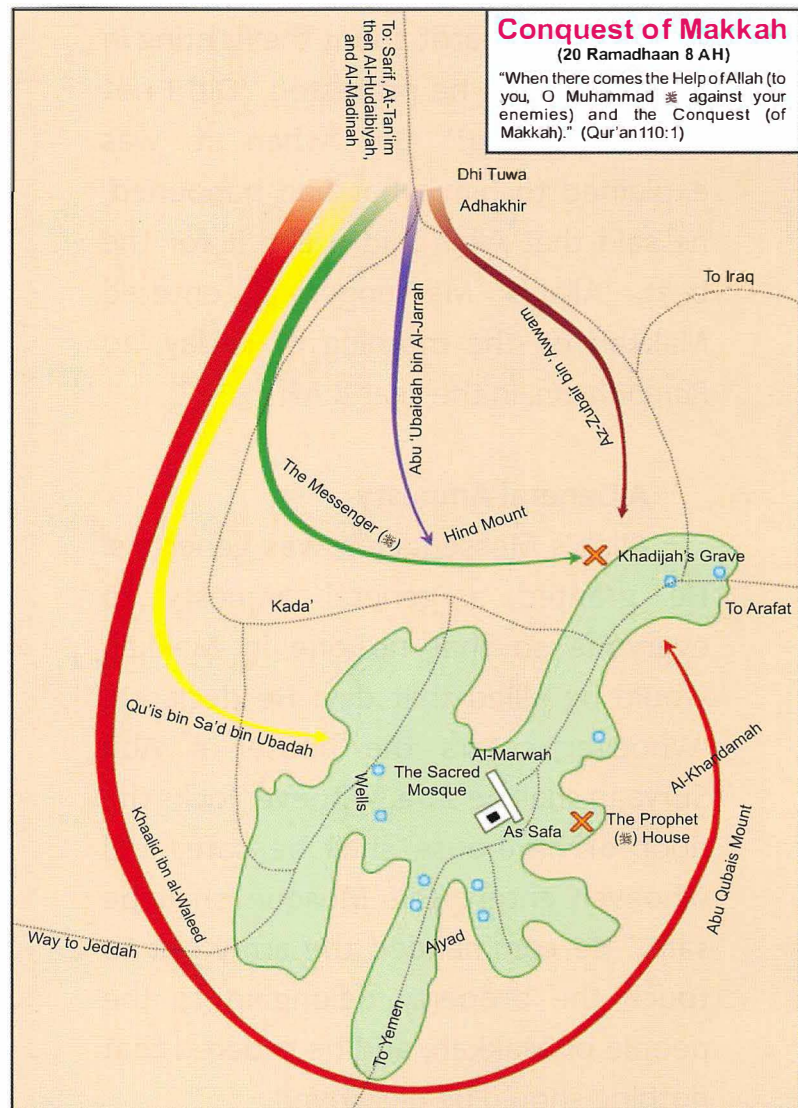 Conquest of Makkah
(20 Ramadhaan 8 AH)
"When there comes the Help of Allah (to
you, O Muhammad ﷺ against your
enemies) and the Conquest (of
Makkah)." (Qur'an 110:1)
To: Sarif, At-Tan'im
then Al-Hudaibiyah,
and Al-Madinah
Dhi Tuwa
Adhakhir
To Iraq
Abu 'Ubaidah bin Al-Jarrah
Az-Zubair bin 'Awwam
The Messenger (ﷺ)
Hind Mount
Khadijah's Grave
Kada'
To Arafat
Qu'is bin Sa'd bin Ubadah
Al-Marwah
The Sacred
Mosque
Wells
As Safa
The Prophet
(ﷺ) House
Al-Khandamah
Abu Qubais Mount
Khaalid ibn al-Waleed
Way to Jeddah
Ajyad
To Yemen